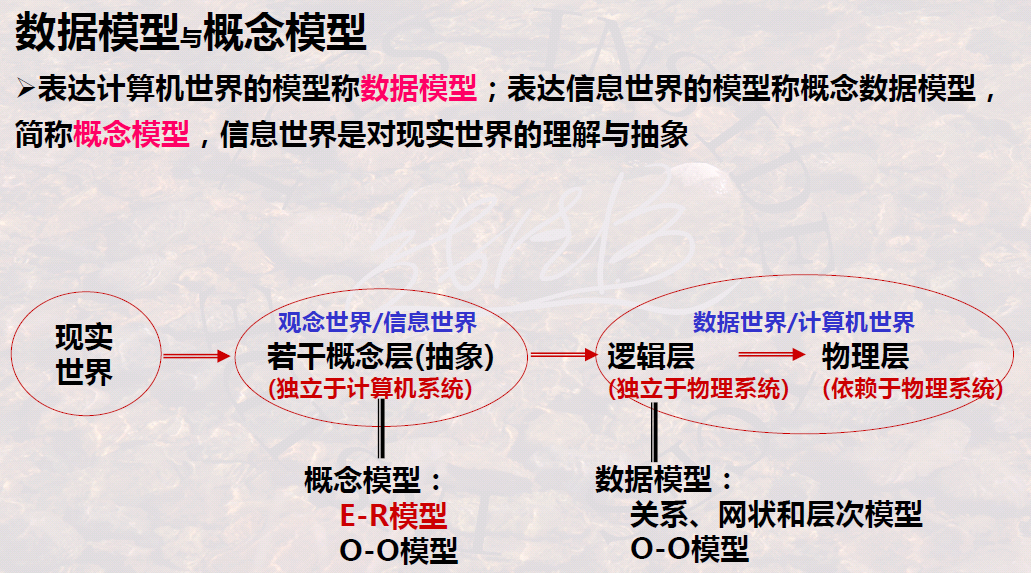 数据模型与概念模型
➢表达计算机世界的模型称数据模型；表达信息世界的模型称概念数据模型，
简称概念模型，信息世界是对现实世界的理解与抽象
现实
世界
观念世界/信息世界
若干概念层(抽象)
(独立于计算机系统)
数据世界/计算机世界
逻辑层
(独立于物理系统)
物理层
(依赖于物理系统)
概念模型：
E-R模型
O-O模型
数据模型：
关系、网状和层次模型
O-O模型